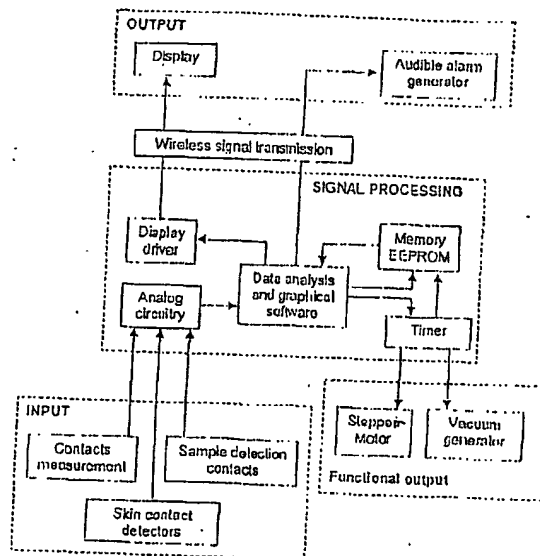 OUTPUT
Display
Audible alarm
generator
Wireless signal transmission
SIGNAL PROCESSING
Display
driver
Memory
EEPROM
Data analysis
and graphical
software
Analog
circuitry
Timer
INPUT
Contacts
measurement
Sample detection
contacts
Skin contact
detectors
Stepper
Motor
Vacuum
generator
Functional output